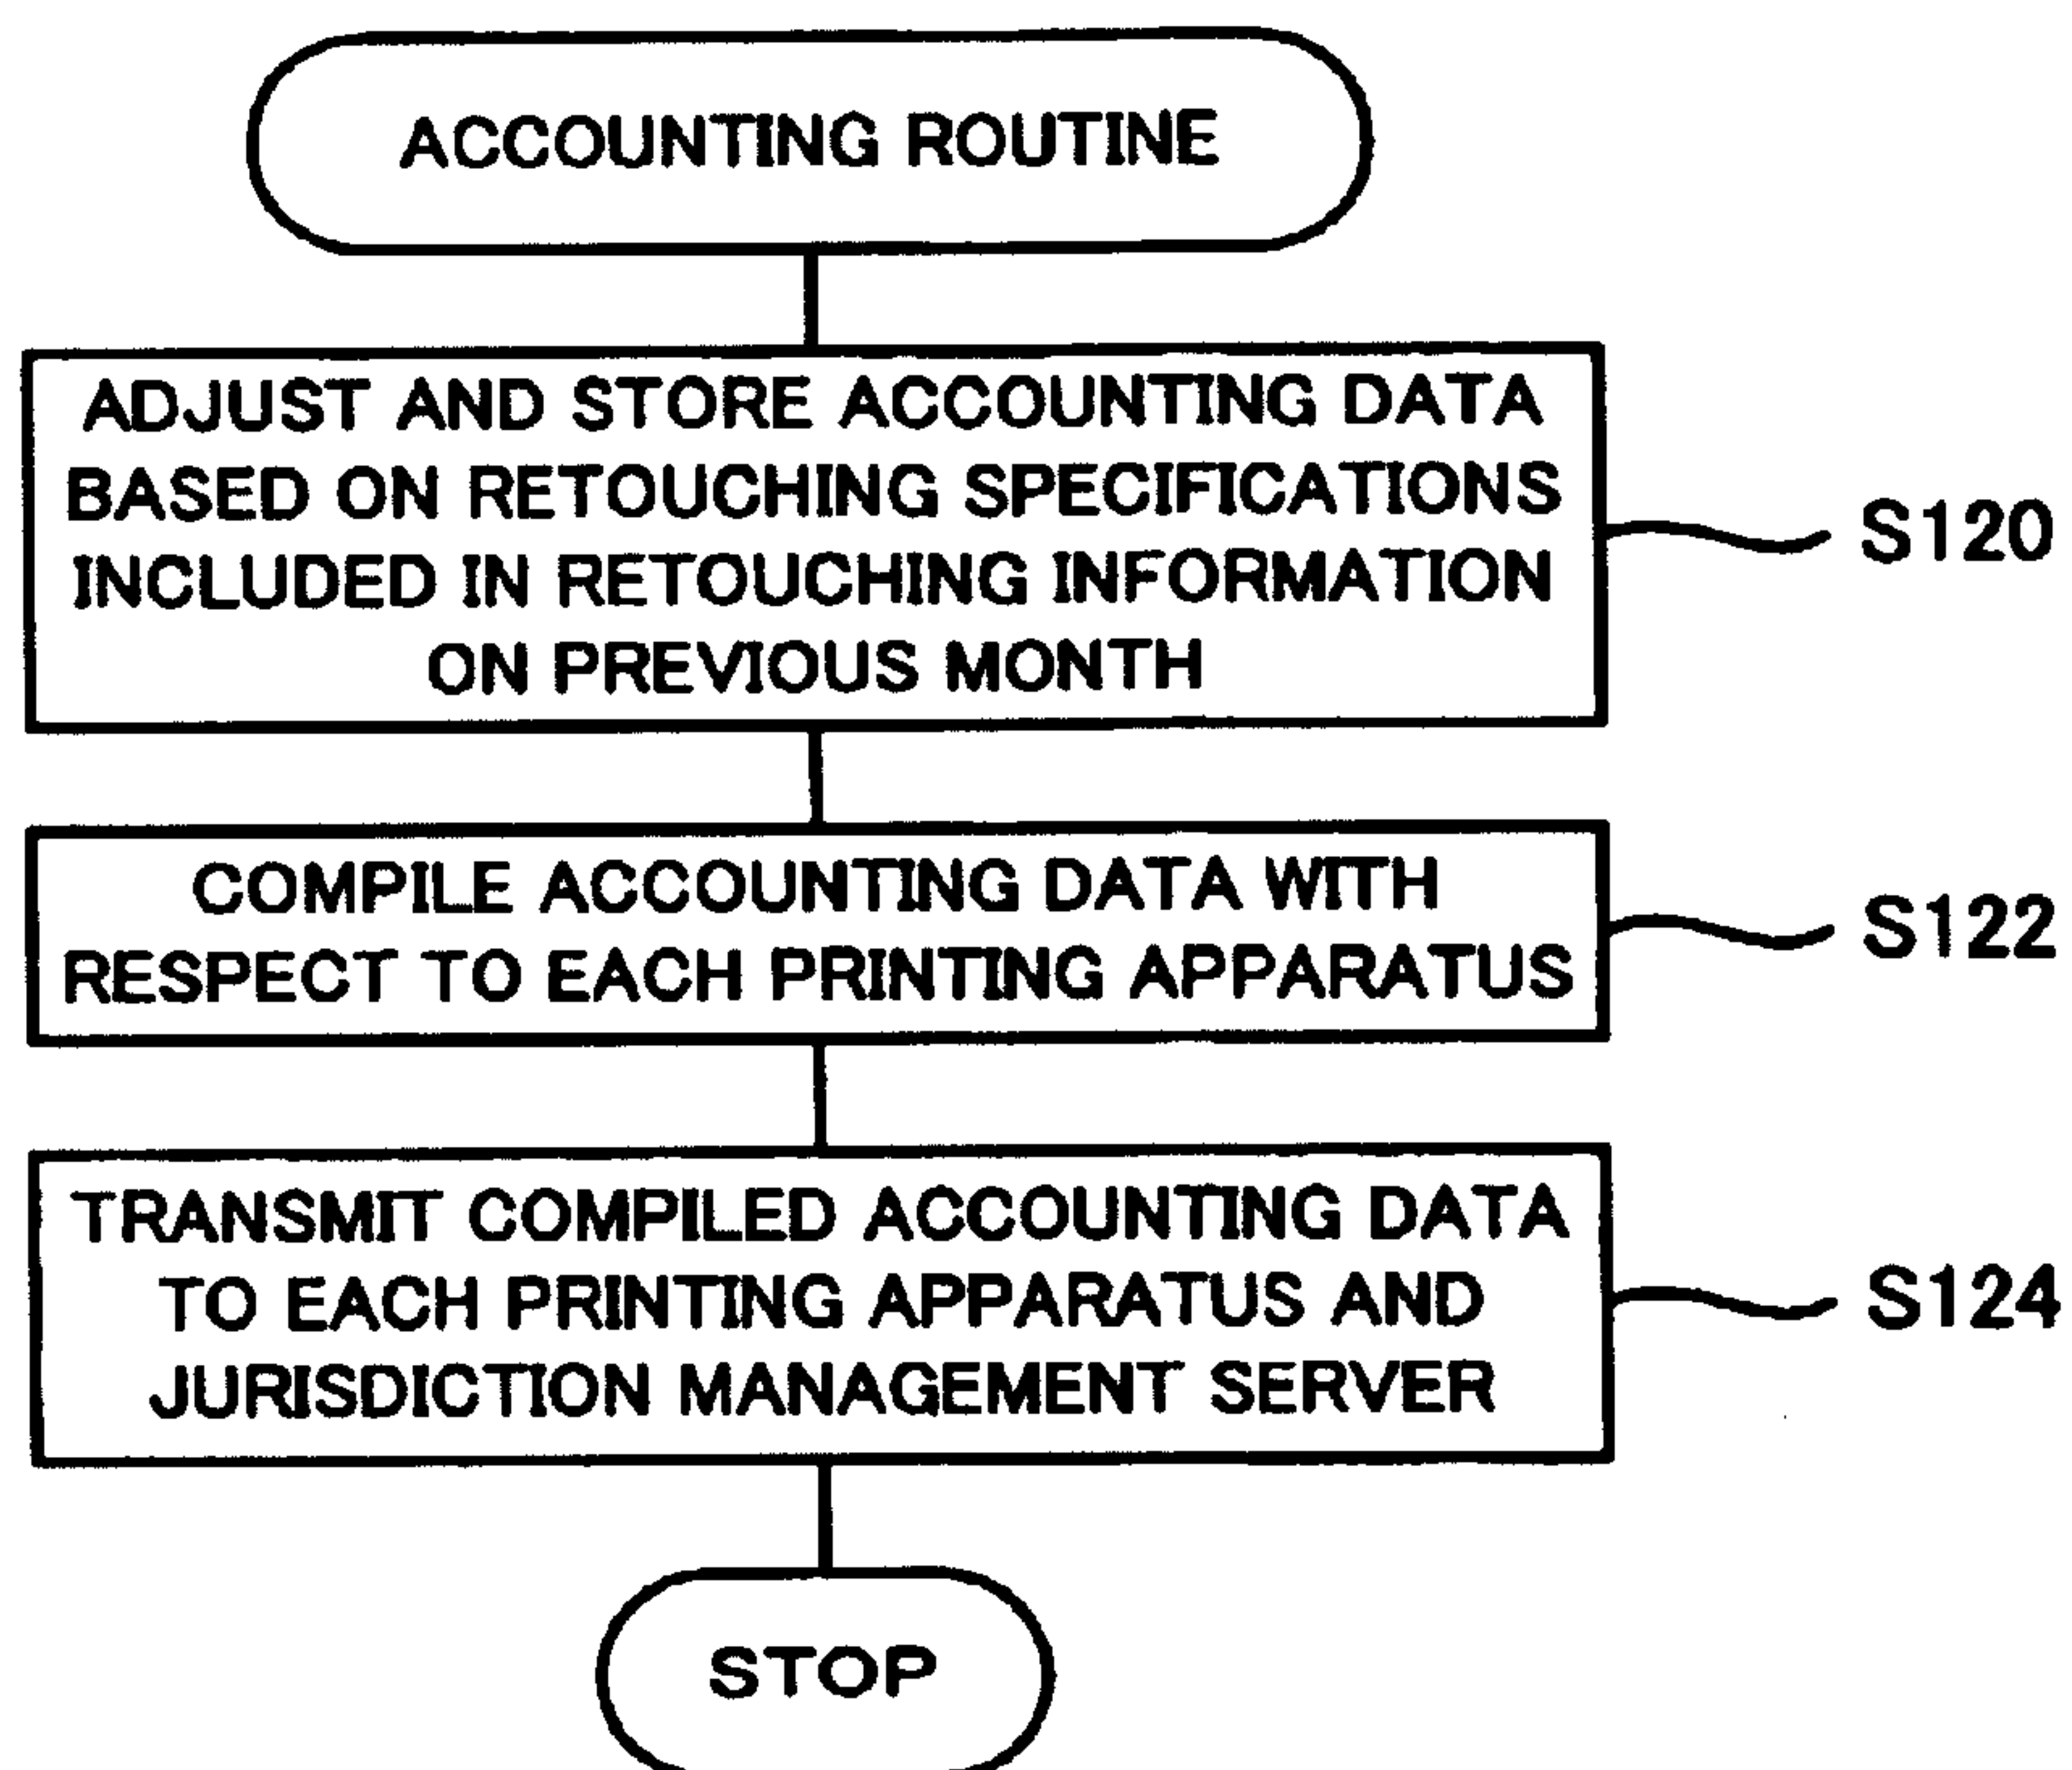 ACCOUNTING ROUTINE
ADJUST AND STORE ACCOUNTING DATA
BASED ON RETOUCHING SPECIFICATIONS
INCLUDED IN RETOUCHING INFORMATION
ON PREVIOUS MONTH
S120
COMPILE ACCOUNTING DATA WITH
RESPECT TO EACH PRINTING APPARATUS
S122
TRANSMIT COMPILED ACCOUNTING DATA
TO EACH PRINTING APPARATUS AND
JURISDICTION MANAGEMENT SERVER
S124
STOP